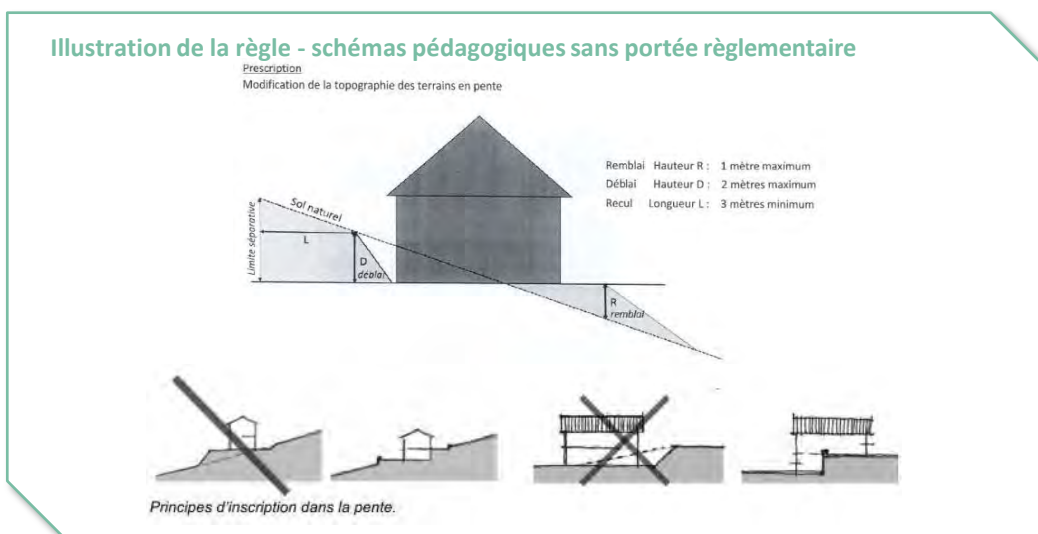 Illustration de la règle - schémas pédagogiques sans portée règlementaire
Prescription
Modification de la topographie des terrains en pente
Remblai Hauteur R : 1 mètre maximum
Déblai Hauteur D : 2 mètres maximum
Recul Longueur L : 3 mètres minimum
Limite séparative
Sol naturel
L
D
déblai
R
remblai
Principes d'inscription dans la pente.